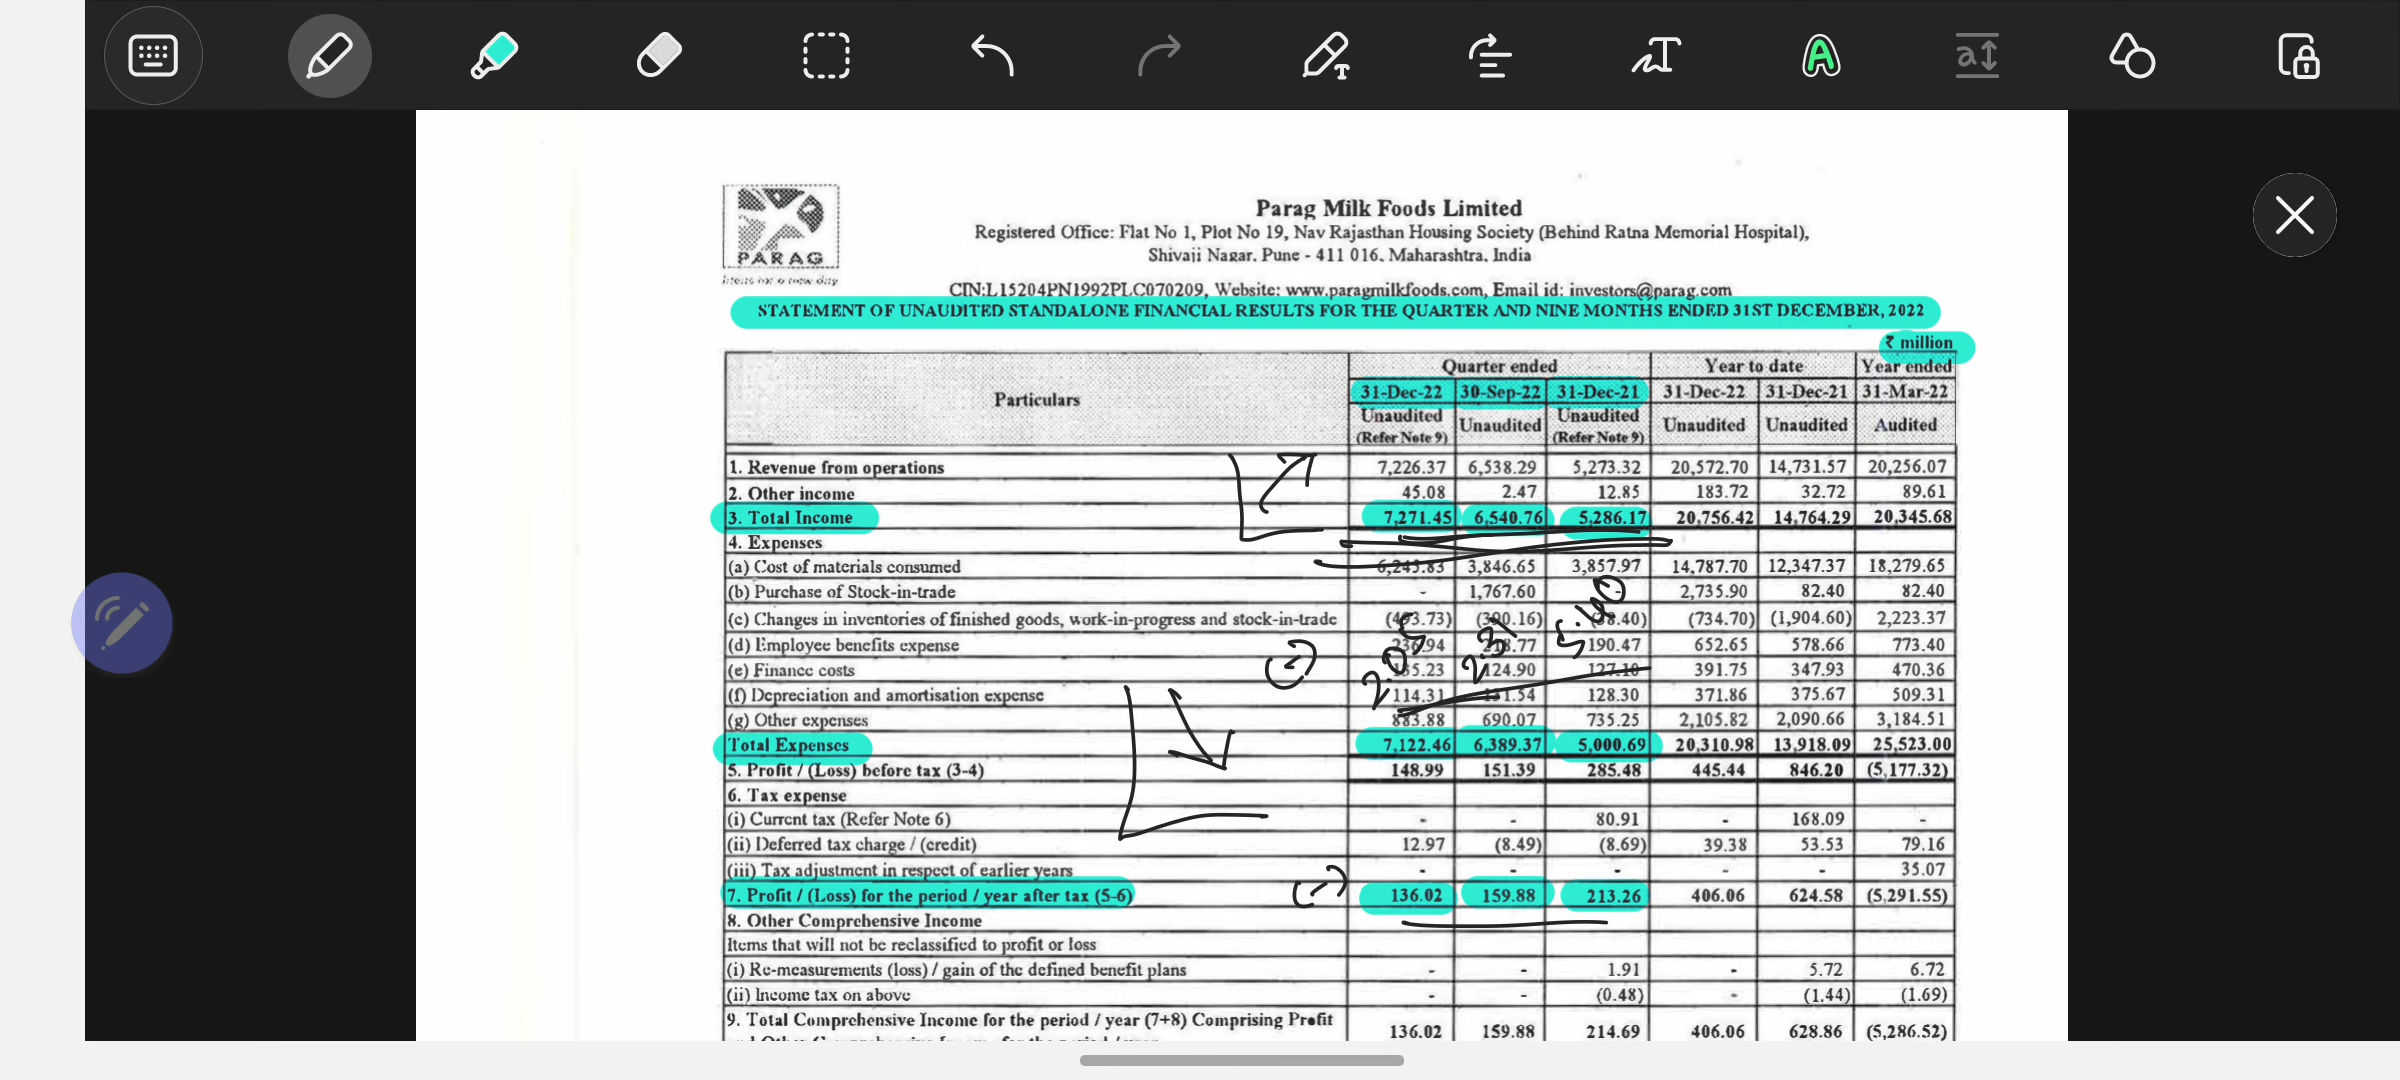 PARAG
Parag Milk Foods Limited
Registered Office: Flat No 1, Plot No 19, Nav Rajasthan Housing Society (Behind Ratna Memorial Hospital),
Shivaji Nagar, Pune - 411 016, Maharashtra, India
CIN:L15204PN1992PLC070209, Website: www.paragmilkfoods.com, Email id: investors@parag.com
STATEMENT OF UNAUDITED STANDALONE FINANCIAL RESULTS FOR THE QUARTER AND NINE MONTHS ENDED 31ST DECEMBER, 2022
₹ million
Particulars Quarter ended Year to date Year ended
31-Dec-22 30-Sep-22 31-Dec-21 31-Dec-22 31-Dec-21 31-Mar-22
Unaudited (Refer Note 9) Unaudited Unaudited (Refer Note 9) Unaudited Unaudited Audited
1. Revenue from operations 7,226.37 6,538.29 5,273.32 20,572.70 14,731.57 20,256.07
2. Other income 45.08 2.47 12.85 183.72 32.72 89.61
3. Total Income 7,271.45 6,540.76 5,286.17 20,756.42 14,764.29 20,345.68
4. Expenses
(a) Cost of materials consumed 6,243.83 3,846.65 3,857.97 14,787.70 12,347.37 18,279.65
(b) Purchase of Stock-in-trade - 1,767.60 - 2,735.90 82.40 82.40
(c) Changes in inventories of finished goods, work-in-progress and stock-in-trade (493.73) (390.16) (734.70) (1,904.60) 2,223.37
(d) Employee benefits expense 236.94 190.47 652.65 578.66 773.40
(e) Finance costs 124.90 127.10 391.75 347.93 470.36
(f) Depreciation and amortisation expense 114.31 128.30 371.86 375.67 509.31
(g) Other expenses 883.88 690.07 735.25 2,105.82 2,090.66 3,184.51
Total Expenses 7,122.46 6,389.37 5,000.69 20,310.98 13,918.09 25,523.00
5. Profit / (Loss) before tax (3-4) 148.99 151.39 285.48 445.44 846.20 (5,177.32)
6. Tax expense
(i) Current tax (Refer Note 6) - - 80.91 - 168.09 -
(ii) Deferred tax charge / (credit) 12.97 (8.49) (8.69) 39.38 53.53 79.16
(iii) Tax adjustment in respect of earlier years - - - - - 35.07
7. Profit / (Loss) for the period / year after tax (5-6) 136.02 159.88 213.26 406.06 624.58 (5,291.55)
8. Other Comprehensive Income
Items that will not be reclassified to profit or loss
(i) Re-measurements (loss) / gain of the defined benefit plans - - 1.91 - 5.72 6.72
(ii) Income tax on above - - (0.48) - (1.44) (1.69)
9. Total Comprehensive Income for the period / year (7+8) Comprising Profit 136.02 159.88 214.69 406.06 628.86 (5,286.52)